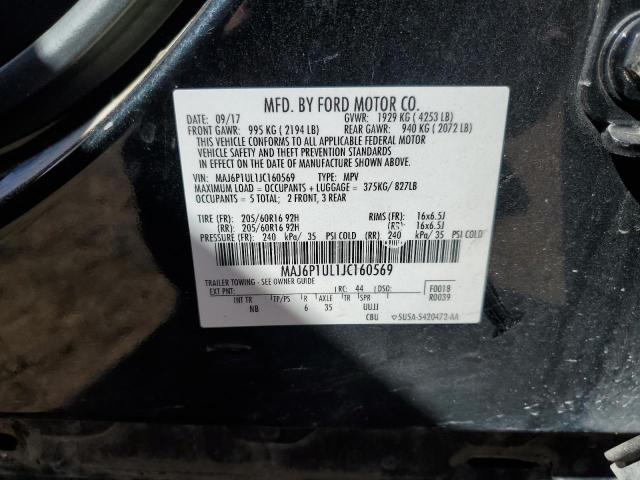 MFD. BY FORD MOTOR CO.
DATE: 09/17 GVWR: 1929 KG ( 4253 LB)
FRONT GAWR: 995 KG ( 2194 LB) REAR GAWR: 940 KG ( 2072 LB)
THIS VEHICLE CONFORMS TO ALL APPLICABLE FEDERAL MOTOR
VEHICLE SAFETY AND THEFT PREVENTION STANDARDS
IN EFFECT ON THE DATE OF MANUFACTURE SHOWN ABOVE.
VIN: MAJ6P1UL1JC160569 TYPE: MPV
MAXIMUM LOAD = OCCUPANTS + LUGGAGE = 375KG/ 827LB
OCCUPANTS = 5 TOTAL; 2 FRONT, 3 REAR
TIRE (FR): 205/60R16 92H RIMS (FR): 16x6.5J
(RR): 205/60R16 92H (RR): 16x6.5J
PRESSURE (FR): 240 kPa/ 35 PSI COLD (RR): 240 kPa/ 35 PSI COLD
MAJ6P1UL1JC160569
TRAILER TOWING - SEE OWNER GUIDE
EXT PNT: RC: 44 DSO: F0018
R0039
INT TR TP/PS R AXLE TR SPR
NB 6 35 UUJJ
CBU 5U5A-5420472-AA